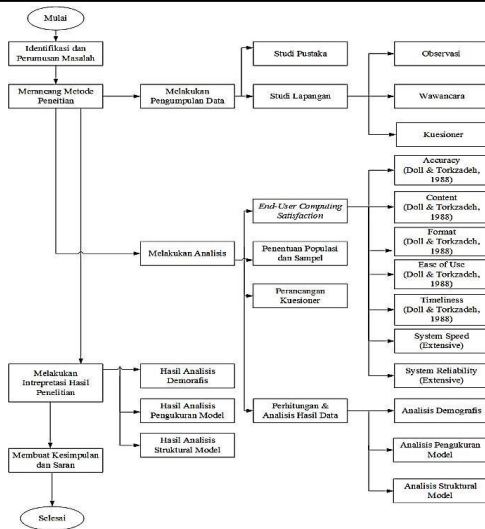 Mulai
Identifikasi dan
Perumusan Masalah
Merancang Metode
Peneitian
Melakukan
Pengumpulan Data
Studi Pustaka
Studi Lapangan
Observasi
Wawancara
Kuesioner
Melakukan Analisis
End-User Computing
Satisfaction
Penentuan Populasi
dan Sampel
Perancangan
Kuesioner
Accuracy
(Doll & Torkzadeh,
1988)
Content
(Doll & Torkzadeh,
1988)
Format
(Doll & Torkzadeh,
1988)
Ease of Use
(Doll & Torkzadeh,
1988)
Timeliness
(Doll & Torkzadeh,
1988)
System Speed
(Extensive)
System Reliability
(Extensive)
Melakukan
Intrepretasi Hasil
Penelitian
Hasil Analisis
Demorafis
Hasil Analisis
Pengukuran Model
Hasil Analisis
Struktural Model
Perhitungan &
Analisis Hasil Data
Analisis Demografis
Analisis Pengukuran
Model
Analisis Struktural
Model
Membuat Kesimpulan
dan Saran
Selesai